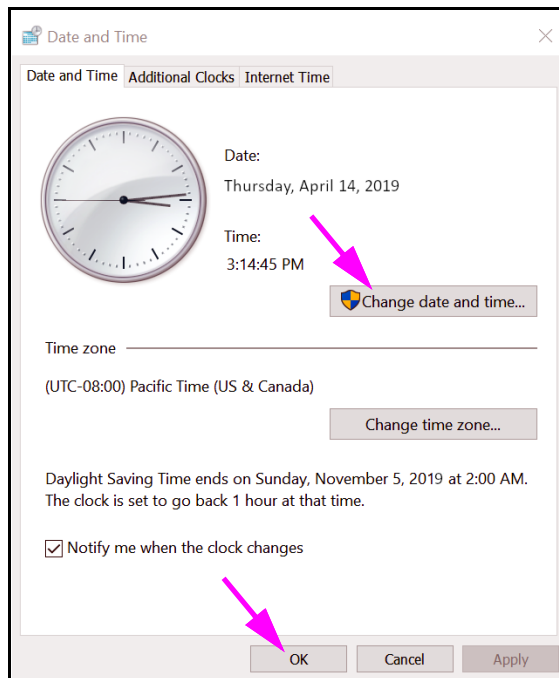 Date and Time
Date and Time Additional Clocks Internet Time
Date:
Thursday, April 14, 2019
Time:
3:14:45 PM
Change date and time...
Time zone
(UTC-08:00) Pacific Time (US & Canada)
Change time zone...
Daylight Saving Time ends on Sunday, November 5, 2019 at 2:00 AM.
The clock is set to go back 1 hour at that time.
Notify me when the clock changes
OK Cancel Apply